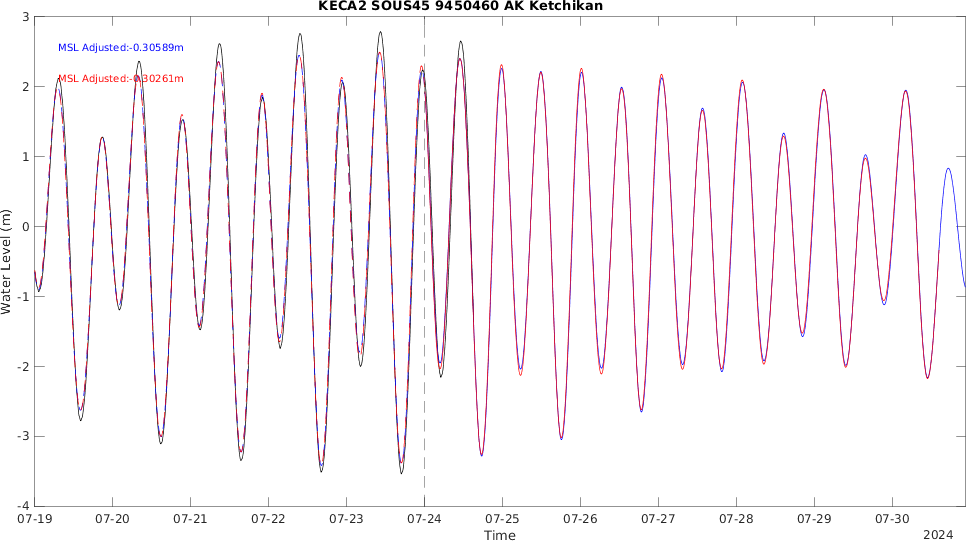 KECA2 SOUS45 9450460 AK Ketchikan
3
MSL Adjusted:-0.30589m
MSL Adjusted:-0.30261m
2
1
0
-1
-2
-3
-4
Water Level (m)
07-19 07-20 07-21 07-22 07-23 07-24 07-25 07-26 07-27 07-28 07-29 07-30
Time
2024